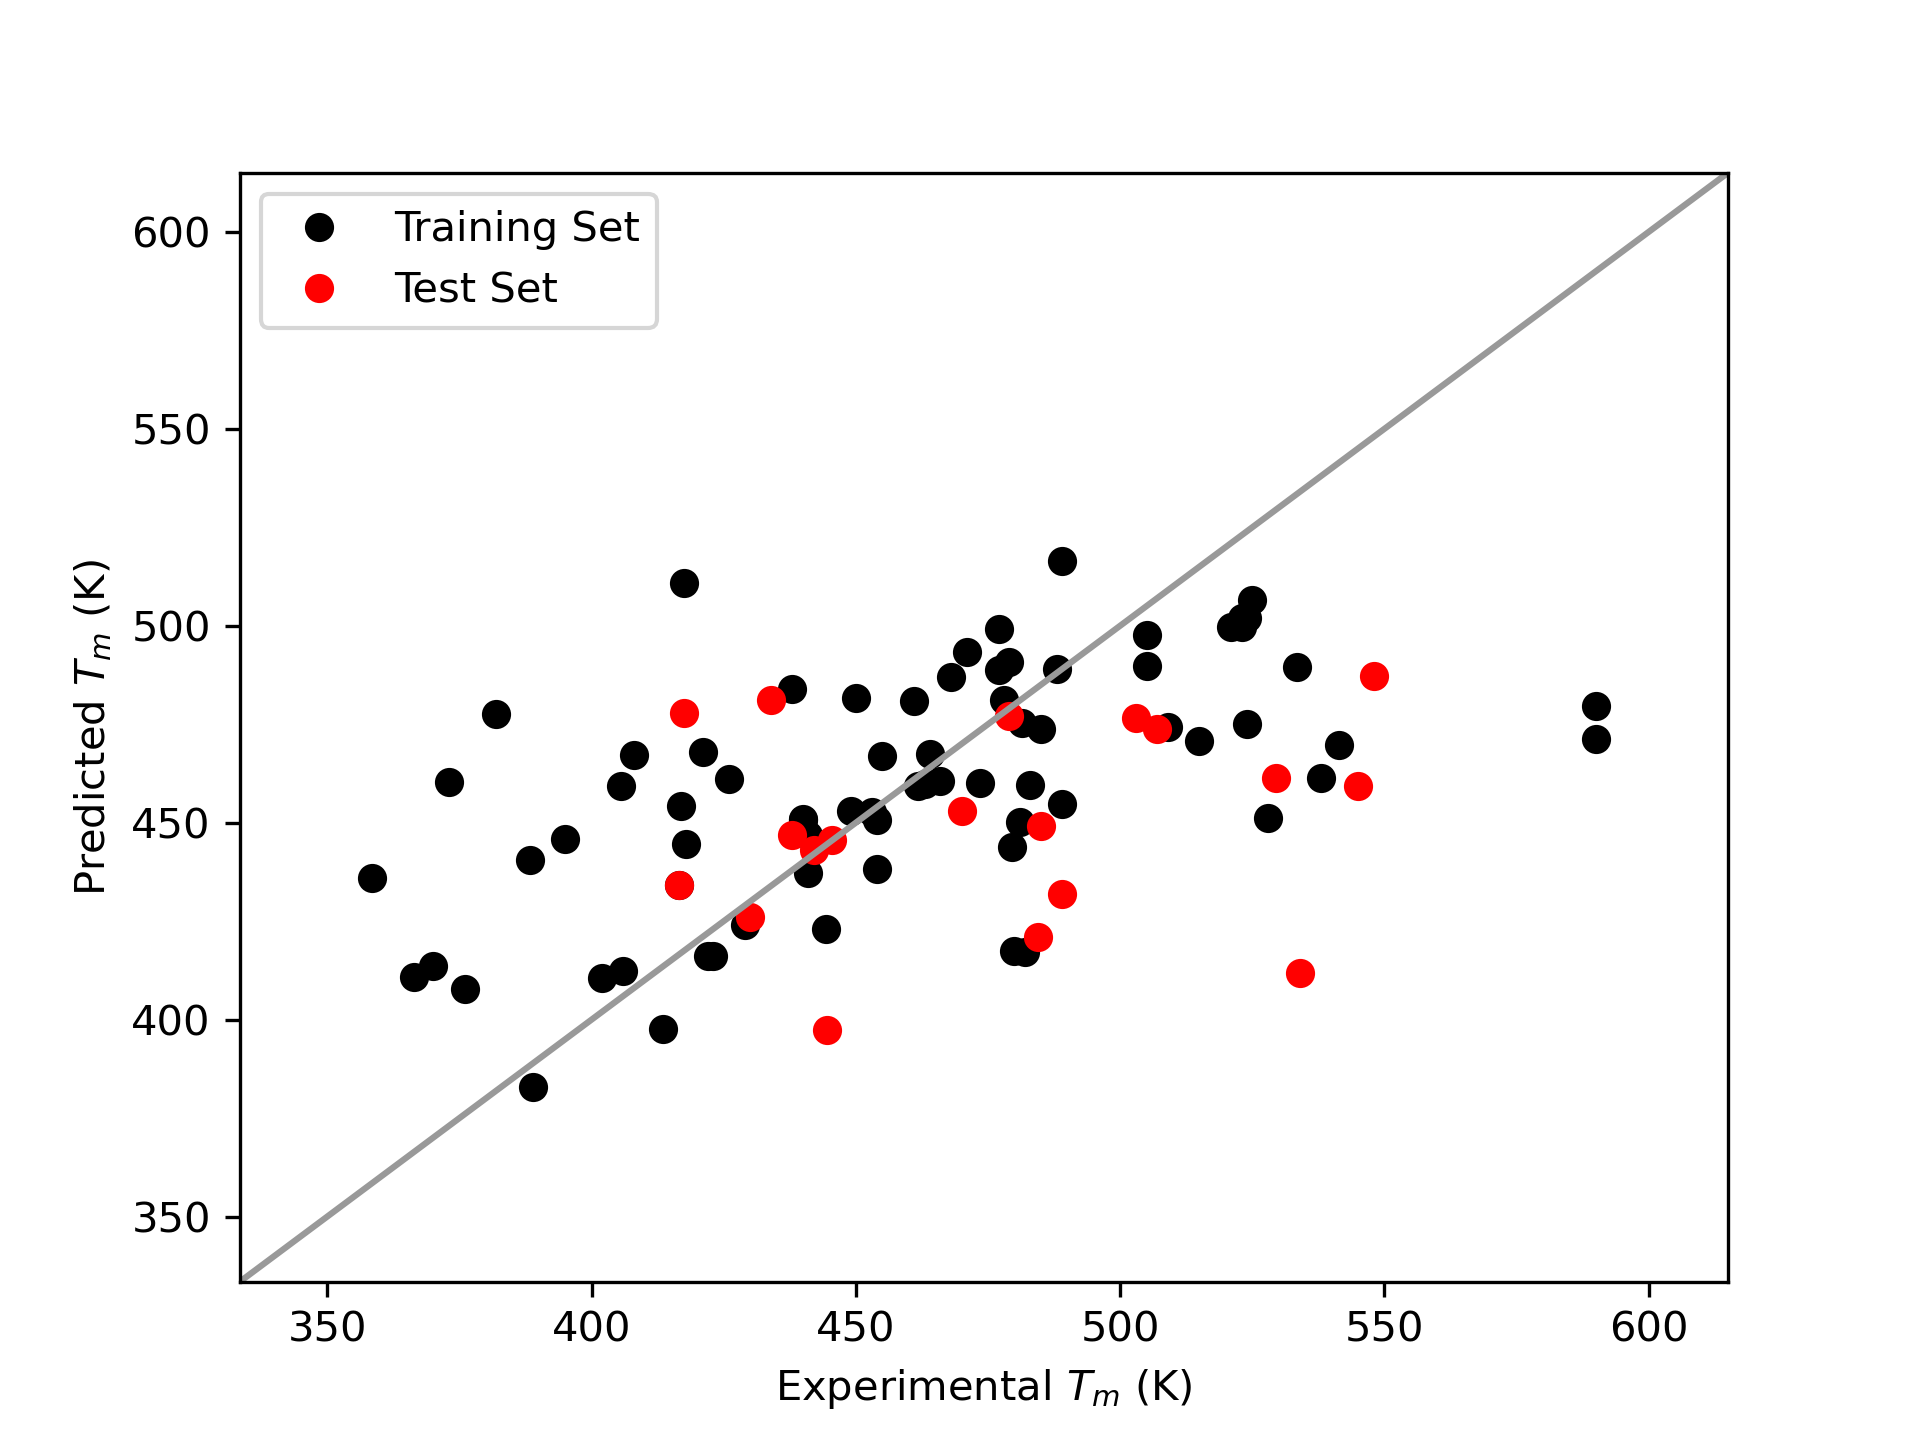 Training Set
Test Set
600
550
500
450
400
350
Predicted Tm (K)
350 400 450 500 550 600
Experimental Tm (K)